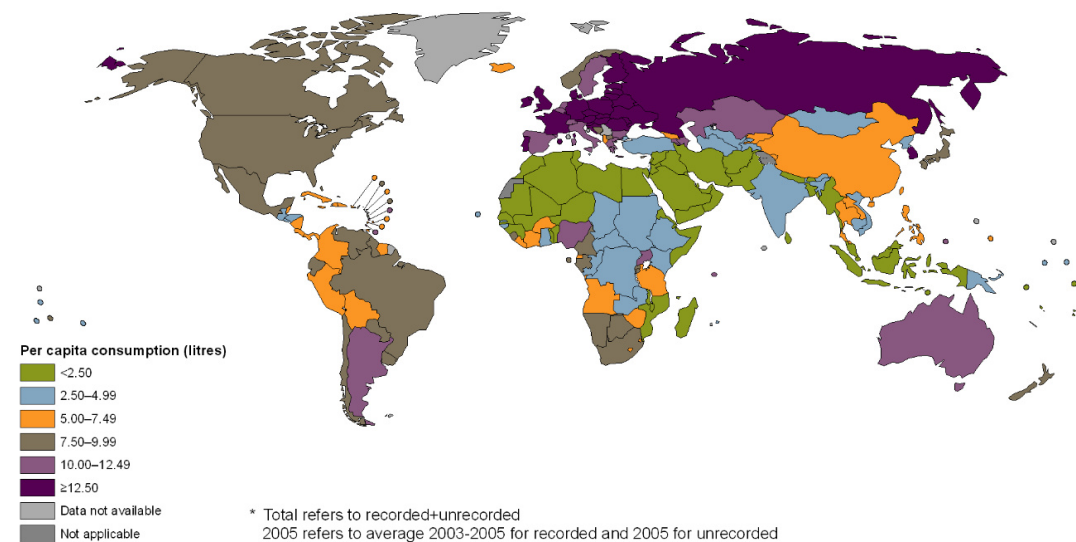 Per capita consumption (litres)
<2.50
2.50–4.99
5.00–7.49
7.50–9.99
10.00–12.49
≥12.50
Data not available
Not applicable
* Total refers to recorded+unrecorded
2005 refers to average 2003-2005 for recorded and 2005 for unrecorded